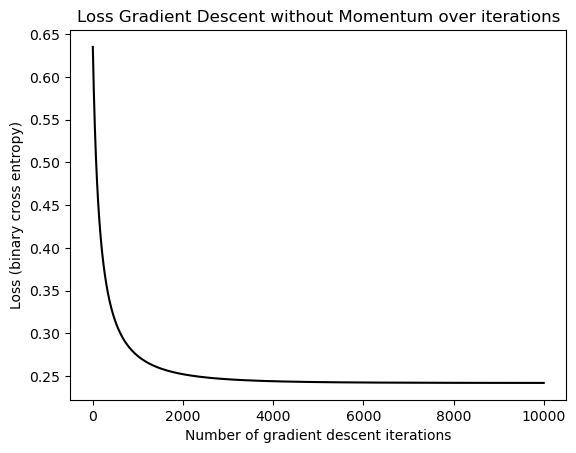 Loss Gradient Descent without Momentum over iterations
0.65
0.60
0.55
0.50
0.45
0.40
0.35
0.30
0.25
Loss (binary cross entropy)
0 2000 4000 6000 8000 10000
Number of gradient descent iterations